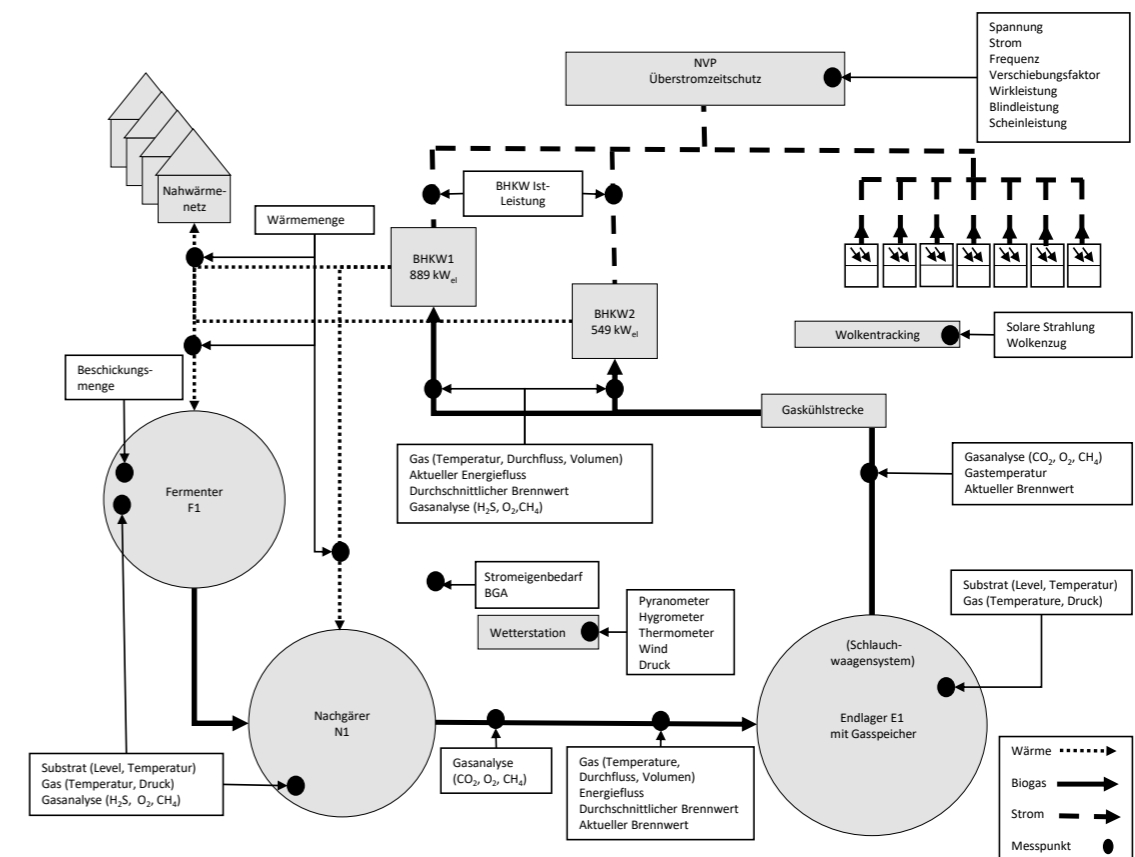 Spannung
Strom
Frequenz
Verschiebungsfaktor
Wirkleistung
Blindleistung
Scheinleistung
NVP
Überstromzeitschutz
Nahwärme-
netz
Wärmemenge
BHKW Ist-
Leistung
BHKW1
889 kWel
BHKW2
549 kWel
Wolkentracking
Solare Strahlung
Wolkenzug
Beschickungs-
menge
Gaskühlstrecke
Fermenter
F1
Gas (Temperatur, Durchfluss, Volumen)
Aktueller Energiefluss
Durchschnittlicher Brennwert
Gasanalyse (H2S, O2,CH4)
Gasanalyse (CO2, O2, CH4)
Gastemperatur
Aktueller Brennwert
Stromeigenbedarf
BGA
Substrat (Level, Temperatur)
Gas (Temperature, Druck)
Wetterstation
Pyranometer
Hygrometer
Thermometer
Wind
Druck
(Schlauch-
waagensystem)
Endlager E1
mit Gasspeicher
Nachgärer
N1
Substrat (Level, Temperatur)
Gas (Temperatur, Druck)
Gasanalyse (H2S, O2, CH4)
Gasanalyse
(CO2, O2, CH4)
Gas (Temperature,
Durchfluss, Volumen)
Energiefluss
Durchschnittlicher Brennwert
Aktueller Brennwert
Wärme
Biogas
Strom
Messpunkt